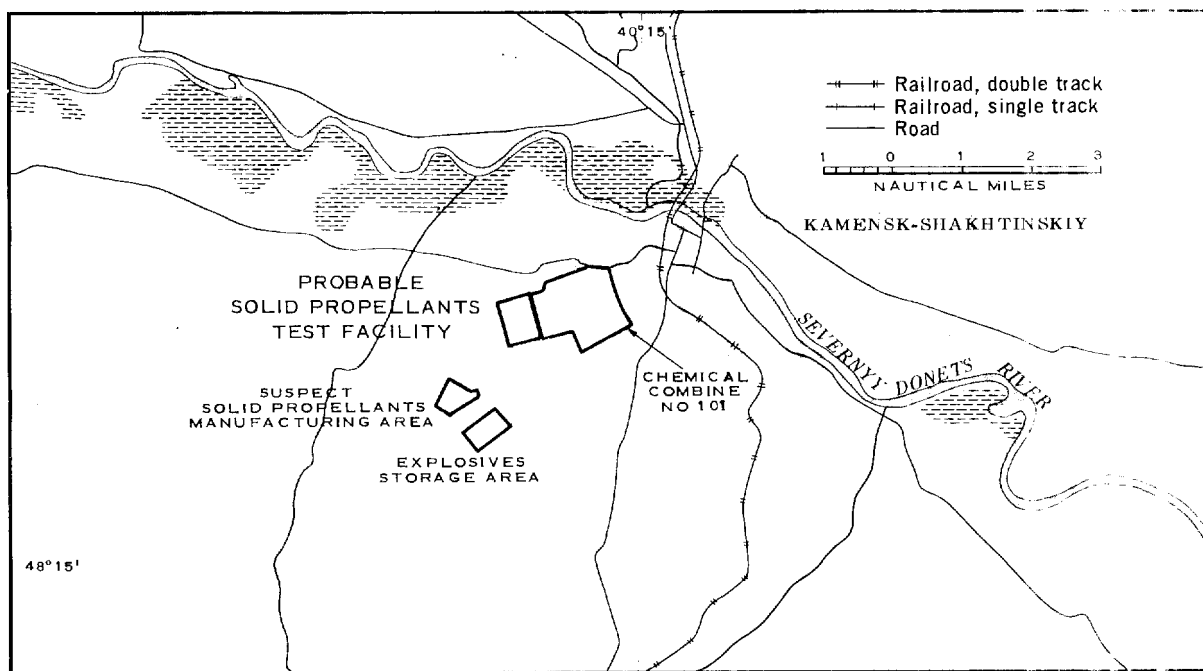 40°15'
Railroad, double track
Railroad, single track
Road
1 0 1 2 3
NAUTICAL MILES
KAMENSK-SHAKHTINSKIY
PROBABLE
SOLID PROPELLANTS
TEST FACILITY
SEVERNYY DONETS RIVER
CHEMICAL
COMBINE
NO 101
SUSPECT
SOLID PROPELLANTS
MANUFACTURING AREA
EXPLOSIVES
STORAGE AREA
48°15'